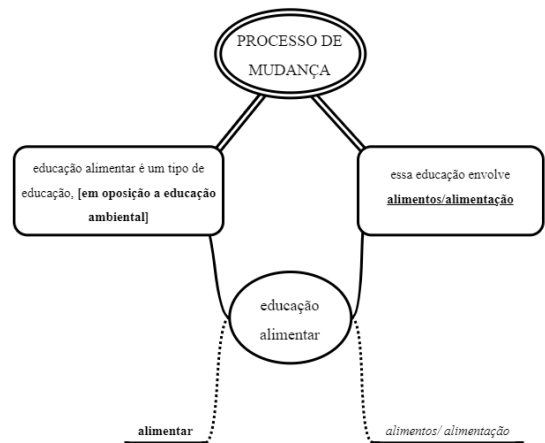 PROCESSO DE
MUDANÇA
educação alimentar é um tipo de
educação, [em oposição a educação
ambiental]
essa educação envolve
alimentos/alimentação
educação
alimentar
alimentar
alimentos/ alimentação